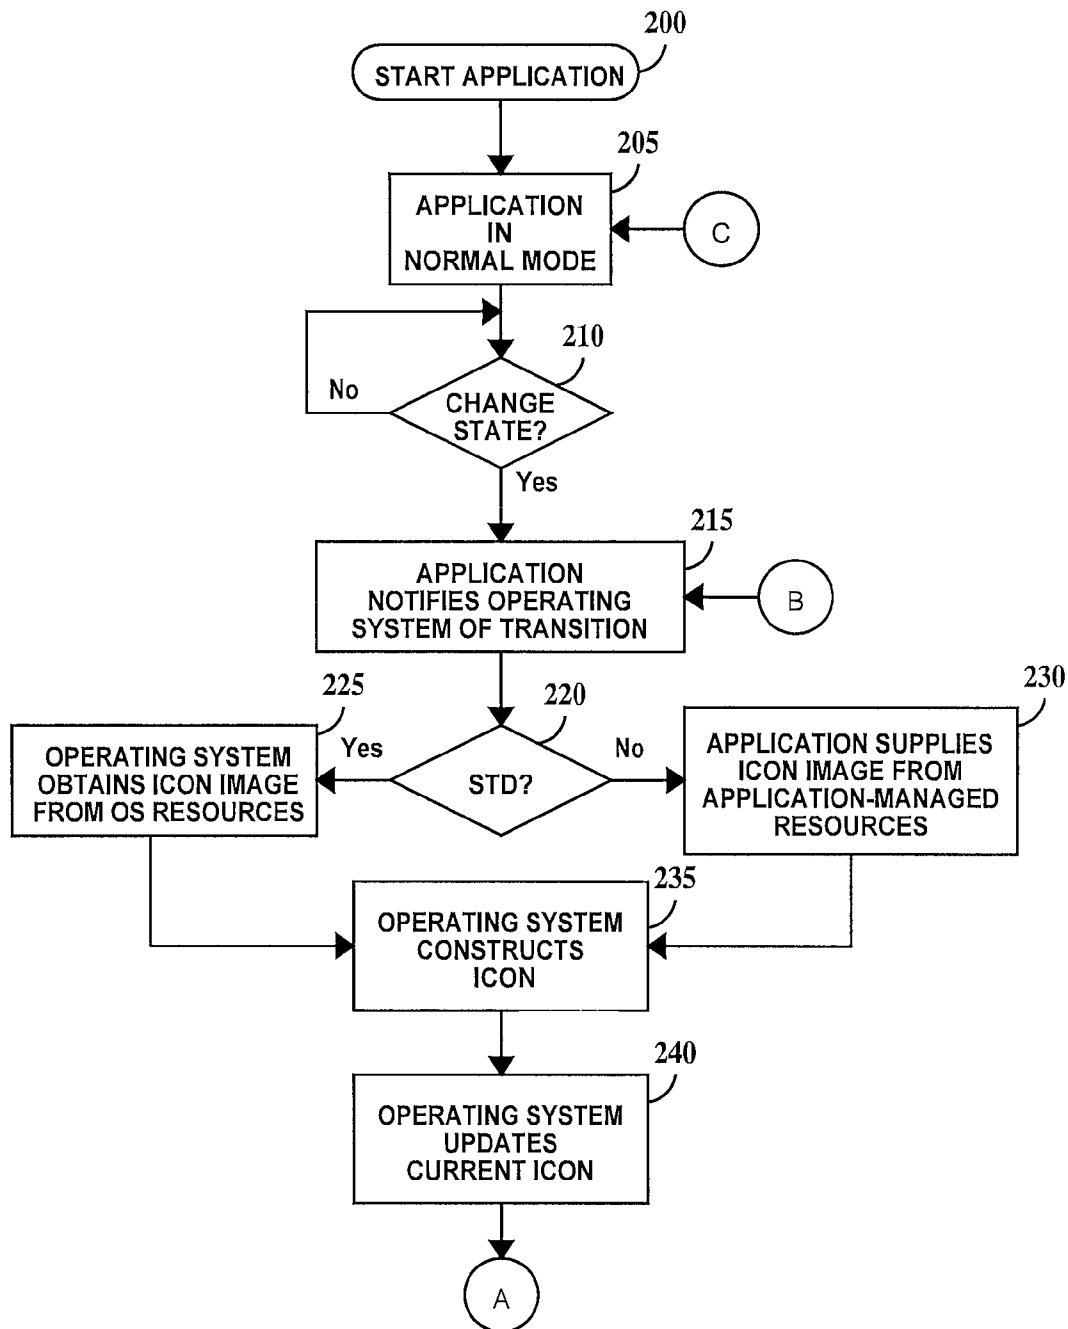 200
START APPLICATION
205
APPLICATION
IN
NORMAL MODE
C
210
No
CHANGE
STATE?
Yes
215
APPLICATION
NOTIFIES OPERATING
SYSTEM OF TRANSITION
B
225
220
230
Yes
No
OPERATING SYSTEM
OBTAINS ICON IMAGE
FROM OS RESOURCES
STD?
APPLICATION SUPPLIES
ICON IMAGE FROM
APPLICATION-MANAGED
RESOURCES
235
OPERATING SYSTEM
CONSTRUCTS
ICON
240
OPERATING SYSTEM
UPDATES
CURRENT ICON
A